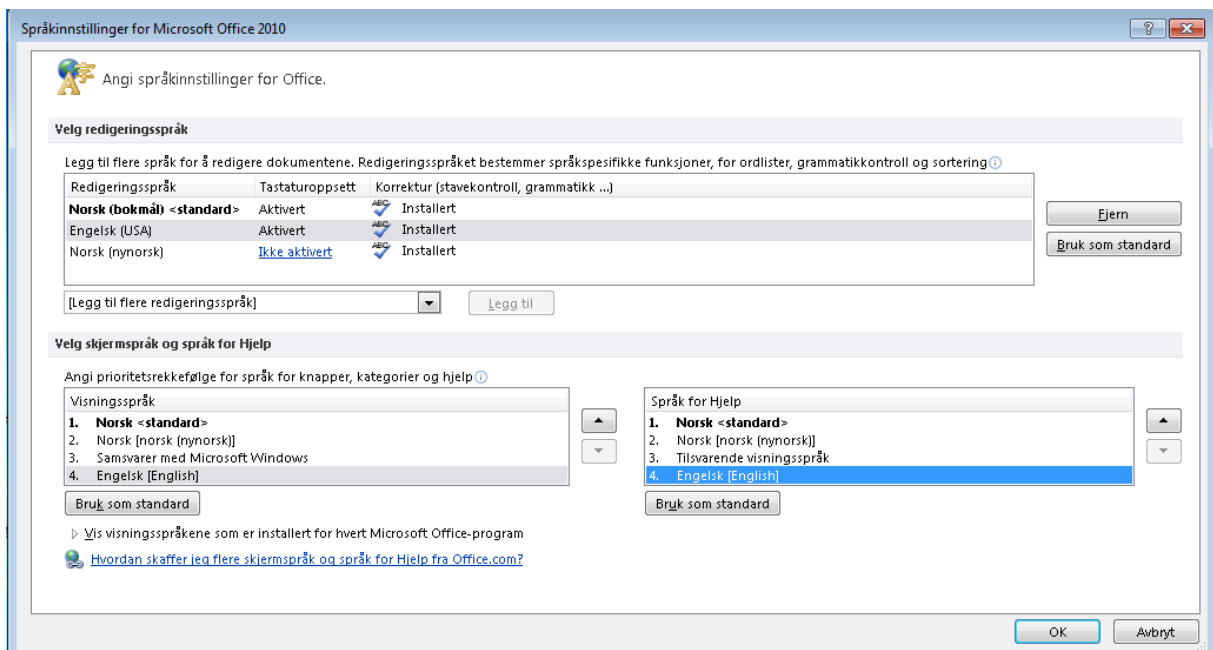 Språkinnstillinger for Microsoft Office 2010
Angi språkinnstillinger for Office.
Velg redigeringsspråk
Legg til flere språk for å redigere dokumentene. Redigeringsspråket bestemmer språkspesifikke funksjoner, for ordlister, grammatikkontroll og sortering
Redigeringsspråk Tastaturoppsett Korrektur (stavekontroll, grammatikk ...)
Norsk (bokmål) <standard> Aktivert Installert
Engelsk (USA) Aktivert Installert
Norsk (nynorsk) Ikke aktivert Installert
Fjern
Bruk som standard
[Legg til flere redigeringsspråk] Legg til
Velg skjermspråk og språk for Hjelp
Angi prioritetsrekkefølge for språk for knapper, kategorier og hjelp
Visningsspråk
1. Norsk <standard>
2. Norsk [norsk (nynorsk)]
3. Samsvarer med Microsoft Windows
4. Engelsk [English]
Bruk som standard
Språk for Hjelp
1. Norsk <standard>
2. Norsk [norsk (nynorsk)]
3. Tilsvarende visningsspråk
4. Engelsk [English]
Bruk som standard
Vis visningsspråkene som er installert for hvert Microsoft Office-program
Hvordan skaffer jeg flere skjermspråk og språk for Hjelp fra Office.com?
OK Avbryt